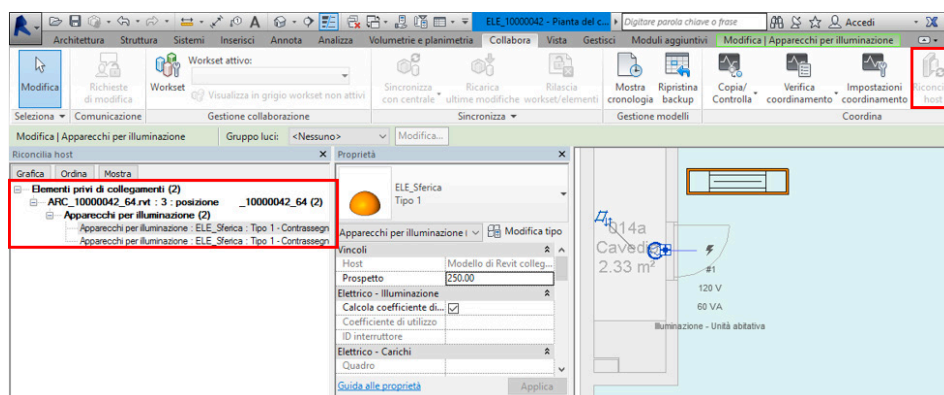 ELE_10000042 - Pianta del c...
Digitare parola chiave o frase
Accedi
Architettura Struttura Sistemi Inserisci Annota Analizza Volumetrie e planimetria Collabora Vista Gestisci Moduli aggiuntivi Modifica | Apparecchi per illuminazione
Modifica
Richieste
di modifica
Workset
Workset attivo:
Visualizza in grigio workset non attivi
Sincronizza
con centrale
Ricarica
ultime modifiche
Rilascia
workset/elementi
Mostra
cronologia
Ripristina
backup
Copia/
Controlla
Verifica
coordinamento
Impostazioni
coordinamento
Riconci
host
Seleziona Comunicazione Gestione collaborazione Sincronizza Gestione modelli Coordina
Modifica | Apparecchi per illuminazione Gruppo luci: <Nessuno> Modifica...
Riconcilia host X
Grafica Ordina Mostra
Elementi privi di collegamenti (2)
ARC_10000042_64.rvt : 3 : posizione _10000042_64 (2)
Apparecchi per illuminazione (2)
Apparecchi per illuminazione : ELE_Sferica : Tipo 1 - Contrassegn
Apparecchi per illuminazione : ELE_Sferica : Tipo 1 - Contrassegn
Proprietà X
ELE_Sferica
Tipo 1
Apparecchi per illuminazione ( Modifica tipo
Vincoli
Host Modello di Revit colleg...
Prospetto 250.00
Elettrico - Illuminazione
Calcola coefficiente di...
Coefficiente di utilizzo
ID interruttore
Elettrico - Carichi
Quadro
Guida alle proprietà Applica
014a
Cavedio
2.33 m²
#1
120 V
60 VA
Illuminazione - Unità abitativa